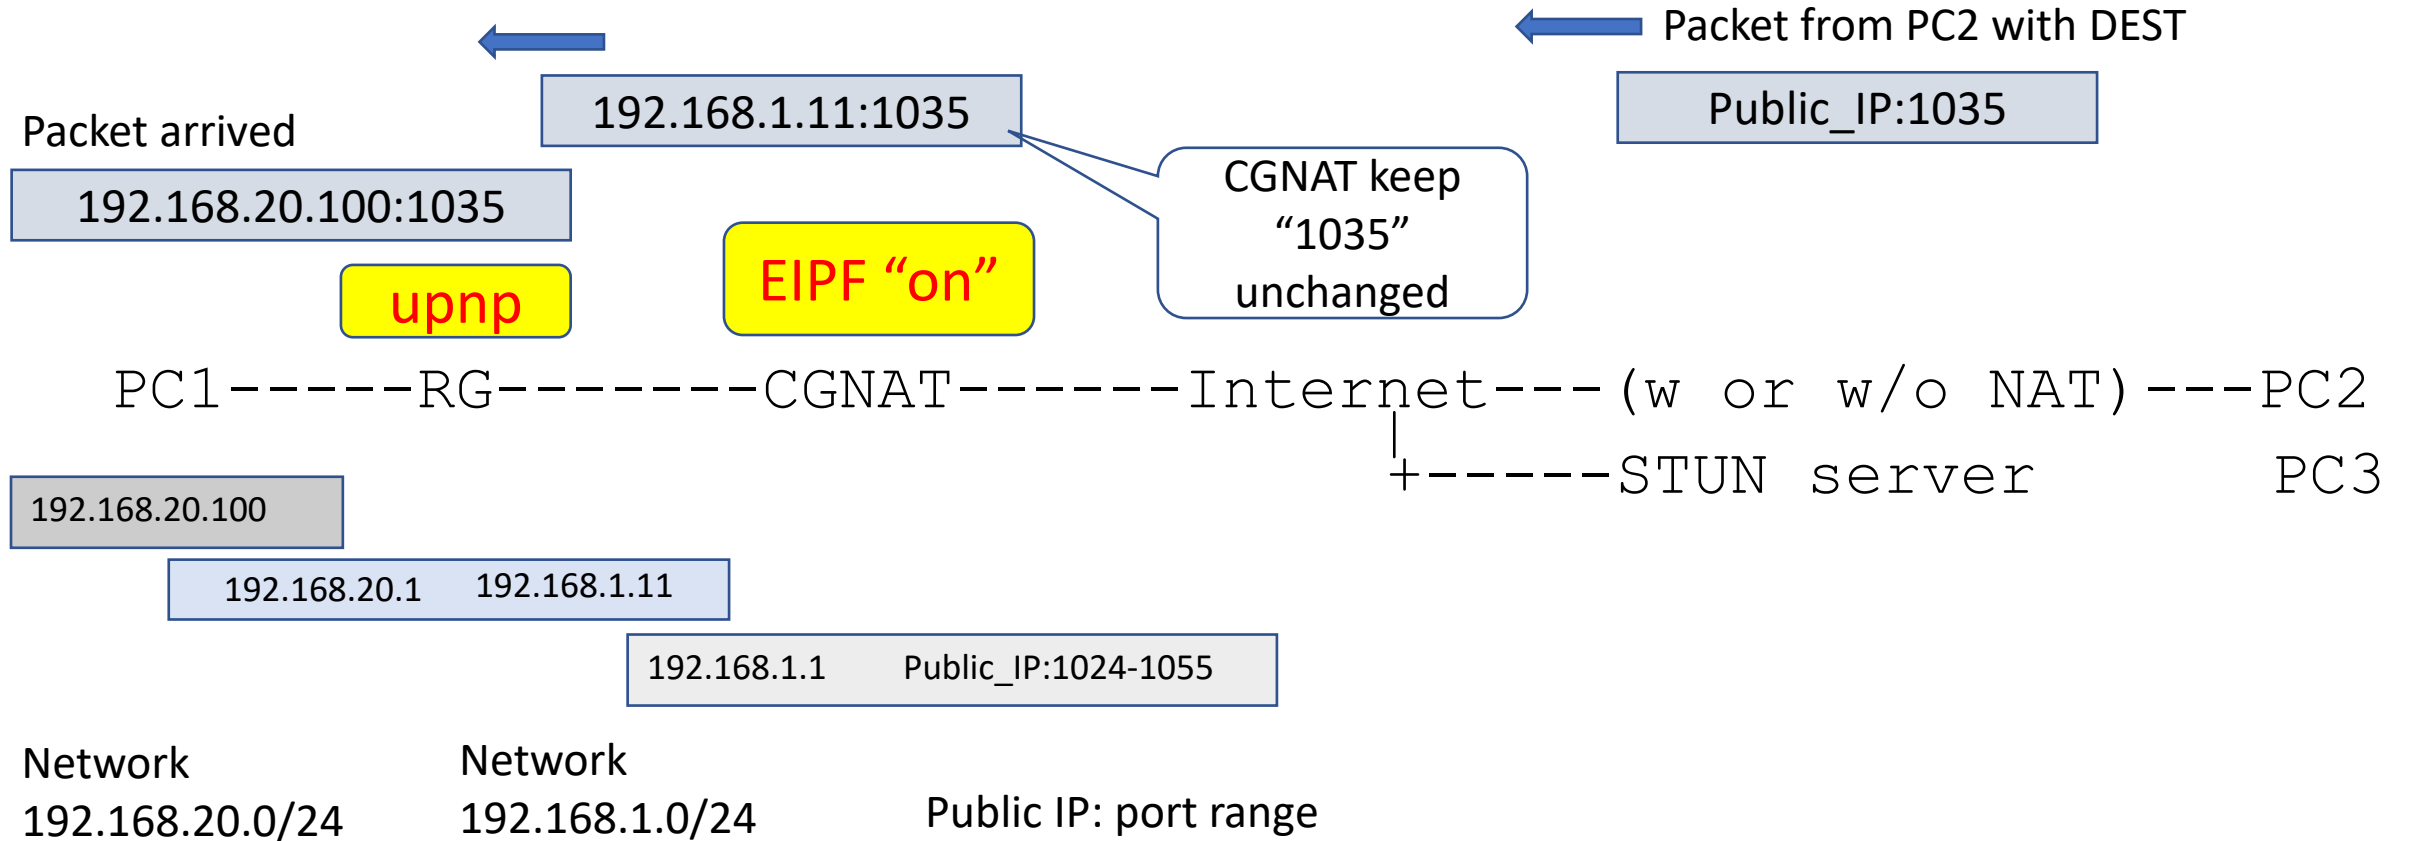 Packet from PC2 with DEST
Public_IP:1035
192.168.1.11:1035
Packet arrived
192.168.20.100:1035
CGNAT keep
“1035”
unchanged
upnp
EIPF “on”
PC1-----RG-------CGNAT------Internet---(w or w/o NAT)---PC2
|
+-----STUN server PC3
192.168.20.100
192.168.20.1 192.168.1.11
192.168.1.1 Public_IP:1024-1055
Network
192.168.20.0/24
Network
192.168.1.0/24
Public IP: port range